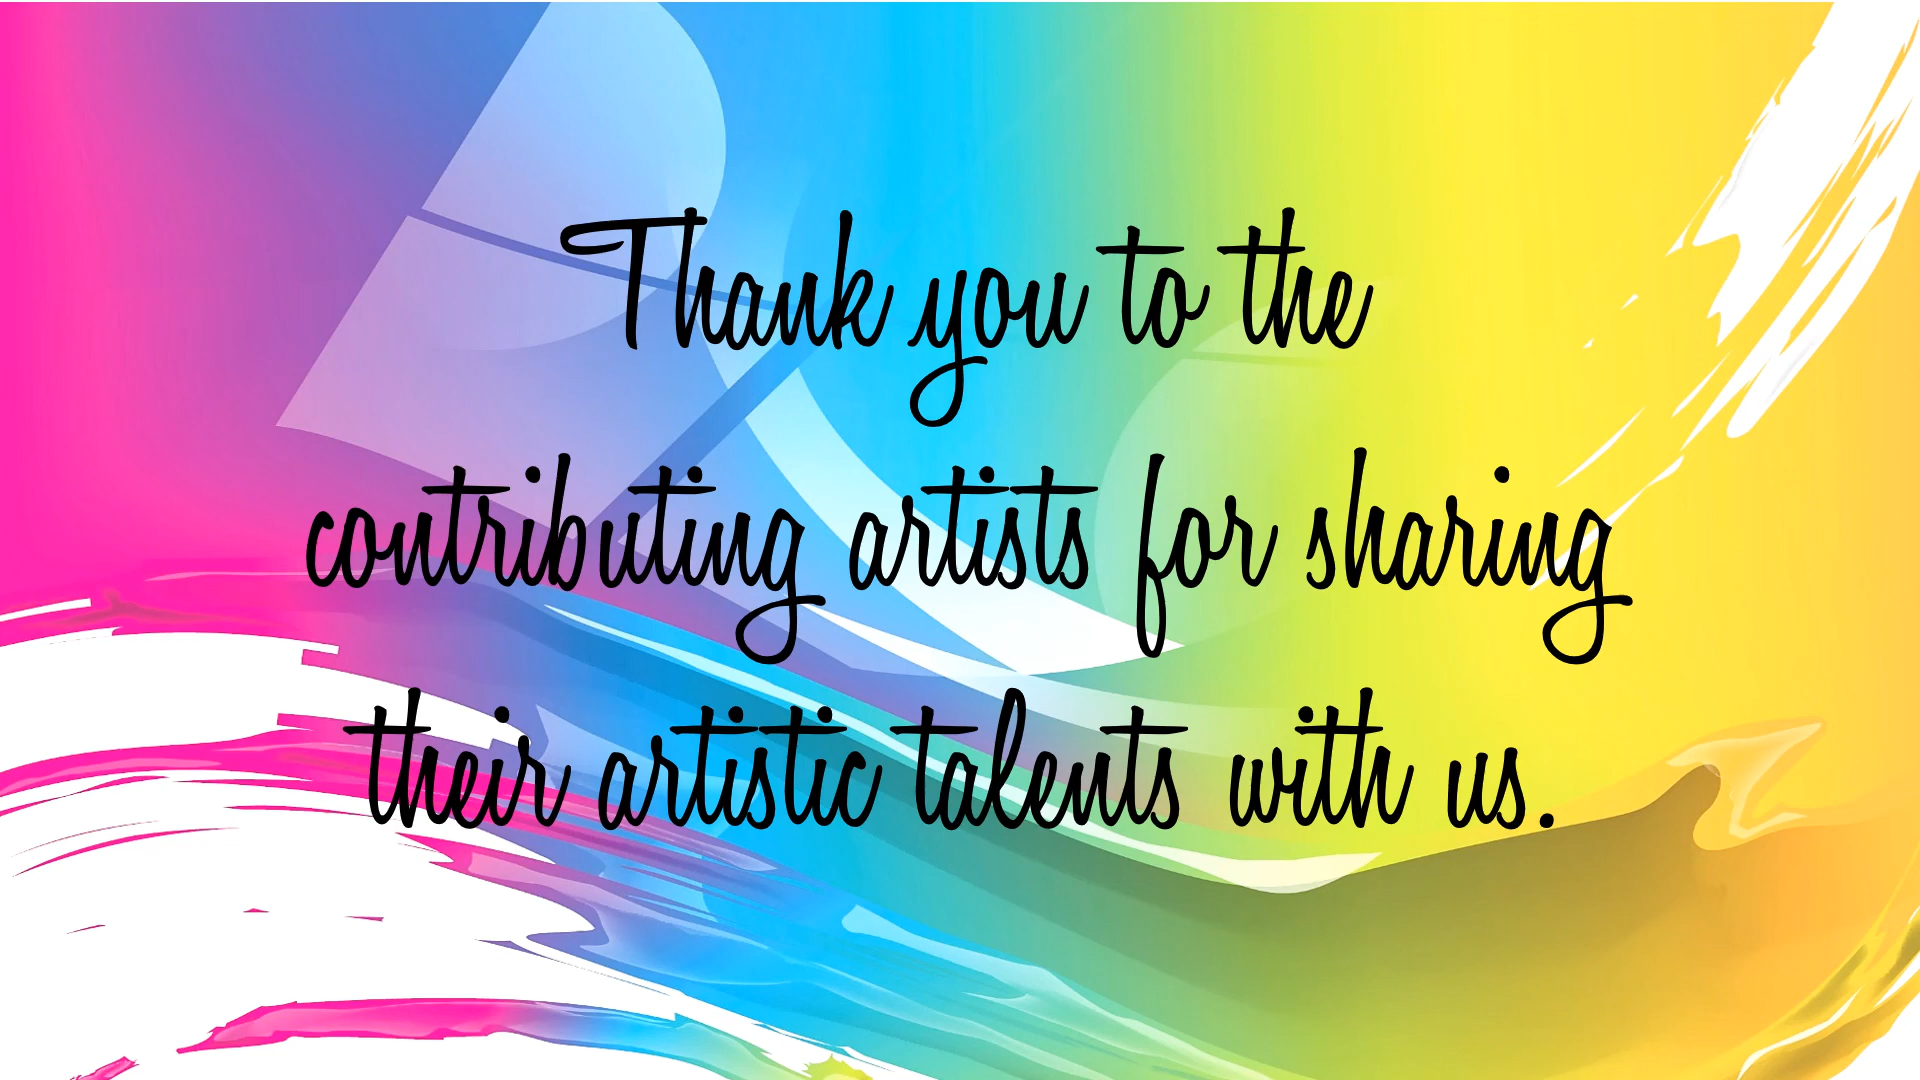 Thank you to the
contributing artists for sharing
their artistic talents with us.